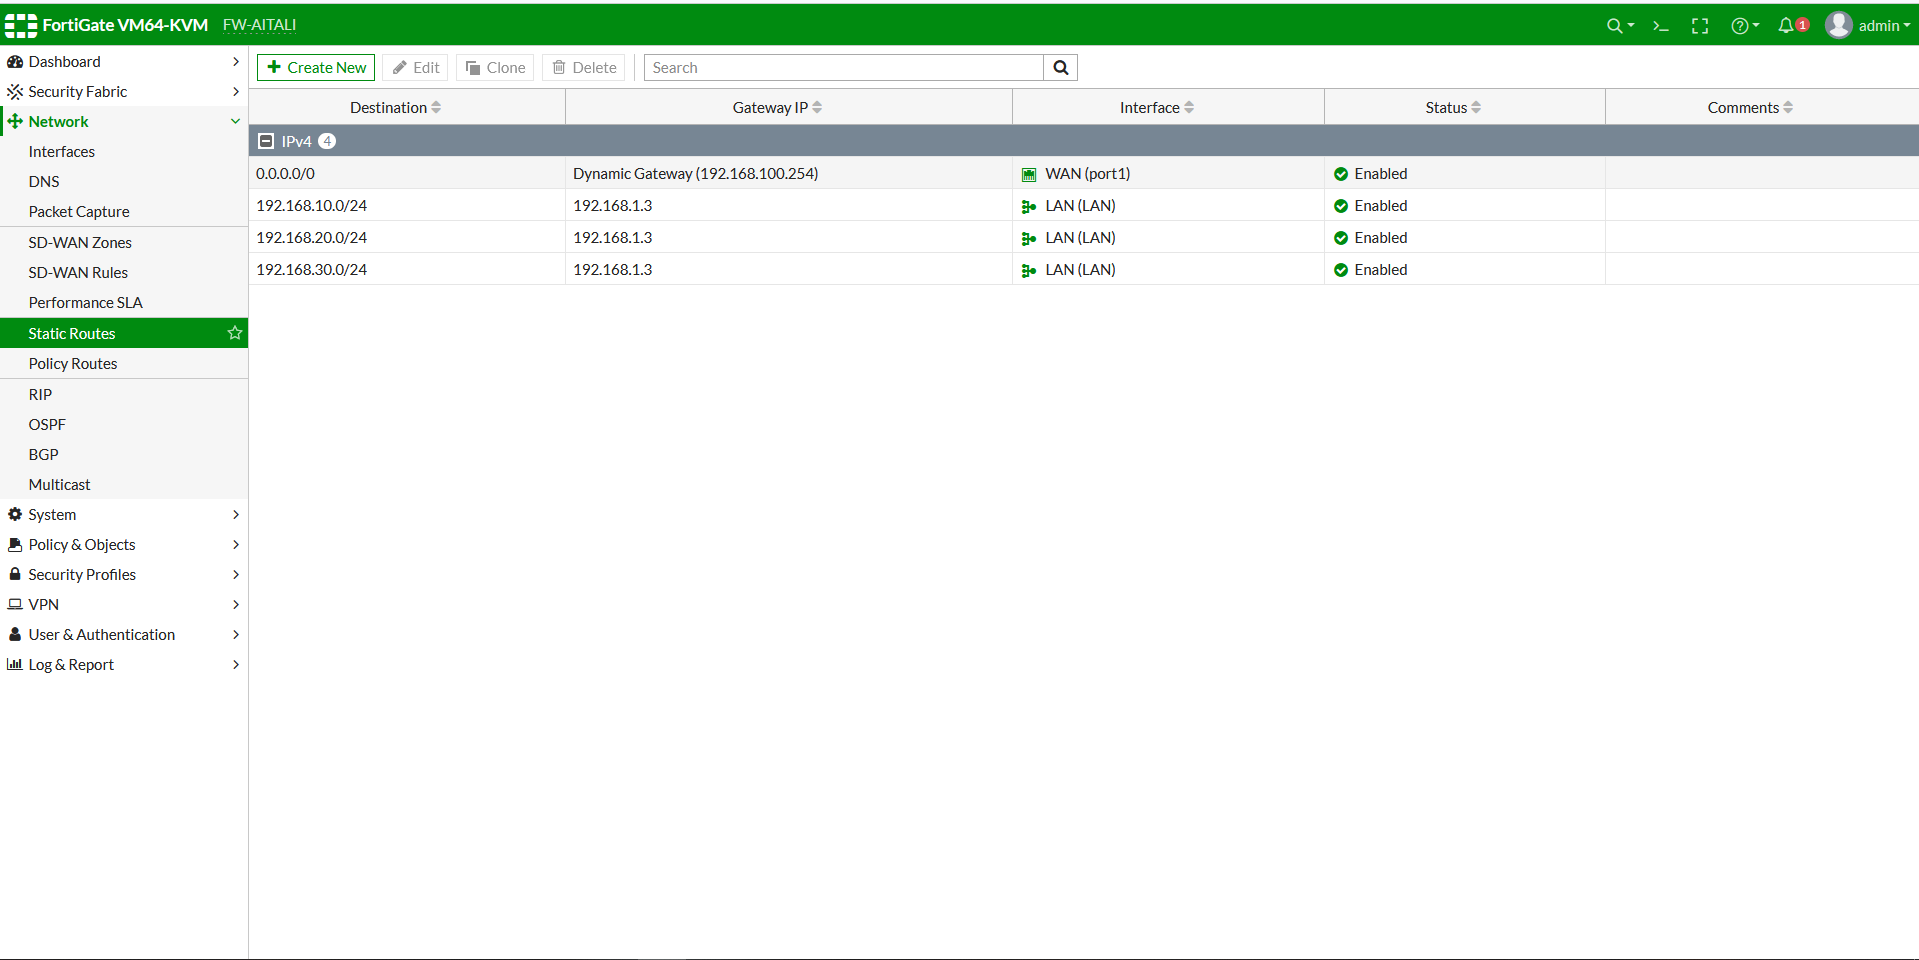 FortiGate VM64-KVM FW-AITALI 1 admin
Dashboard
Security Fabric
Network
Interfaces
DNS
Packet Capture
SD-WAN Zones
SD-WAN Rules
Performance SLA
Static Routes
Policy Routes
RIP
OSPF
BGP
Multicast
System
Policy & Objects
Security Profiles
VPN
User & Authentication
Log & Report
Create New Edit Clone Delete Search
Destination Gateway IP Interface Status Comments
IPv4 4
0.0.0.0/0 Dynamic Gateway (192.168.100.254) WAN (port1) Enabled
192.168.10.0/24 192.168.1.3 LAN (LAN) Enabled
192.168.20.0/24 192.168.1.3 LAN (LAN) Enabled
192.168.30.0/24 192.168.1.3 LAN (LAN) Enabled